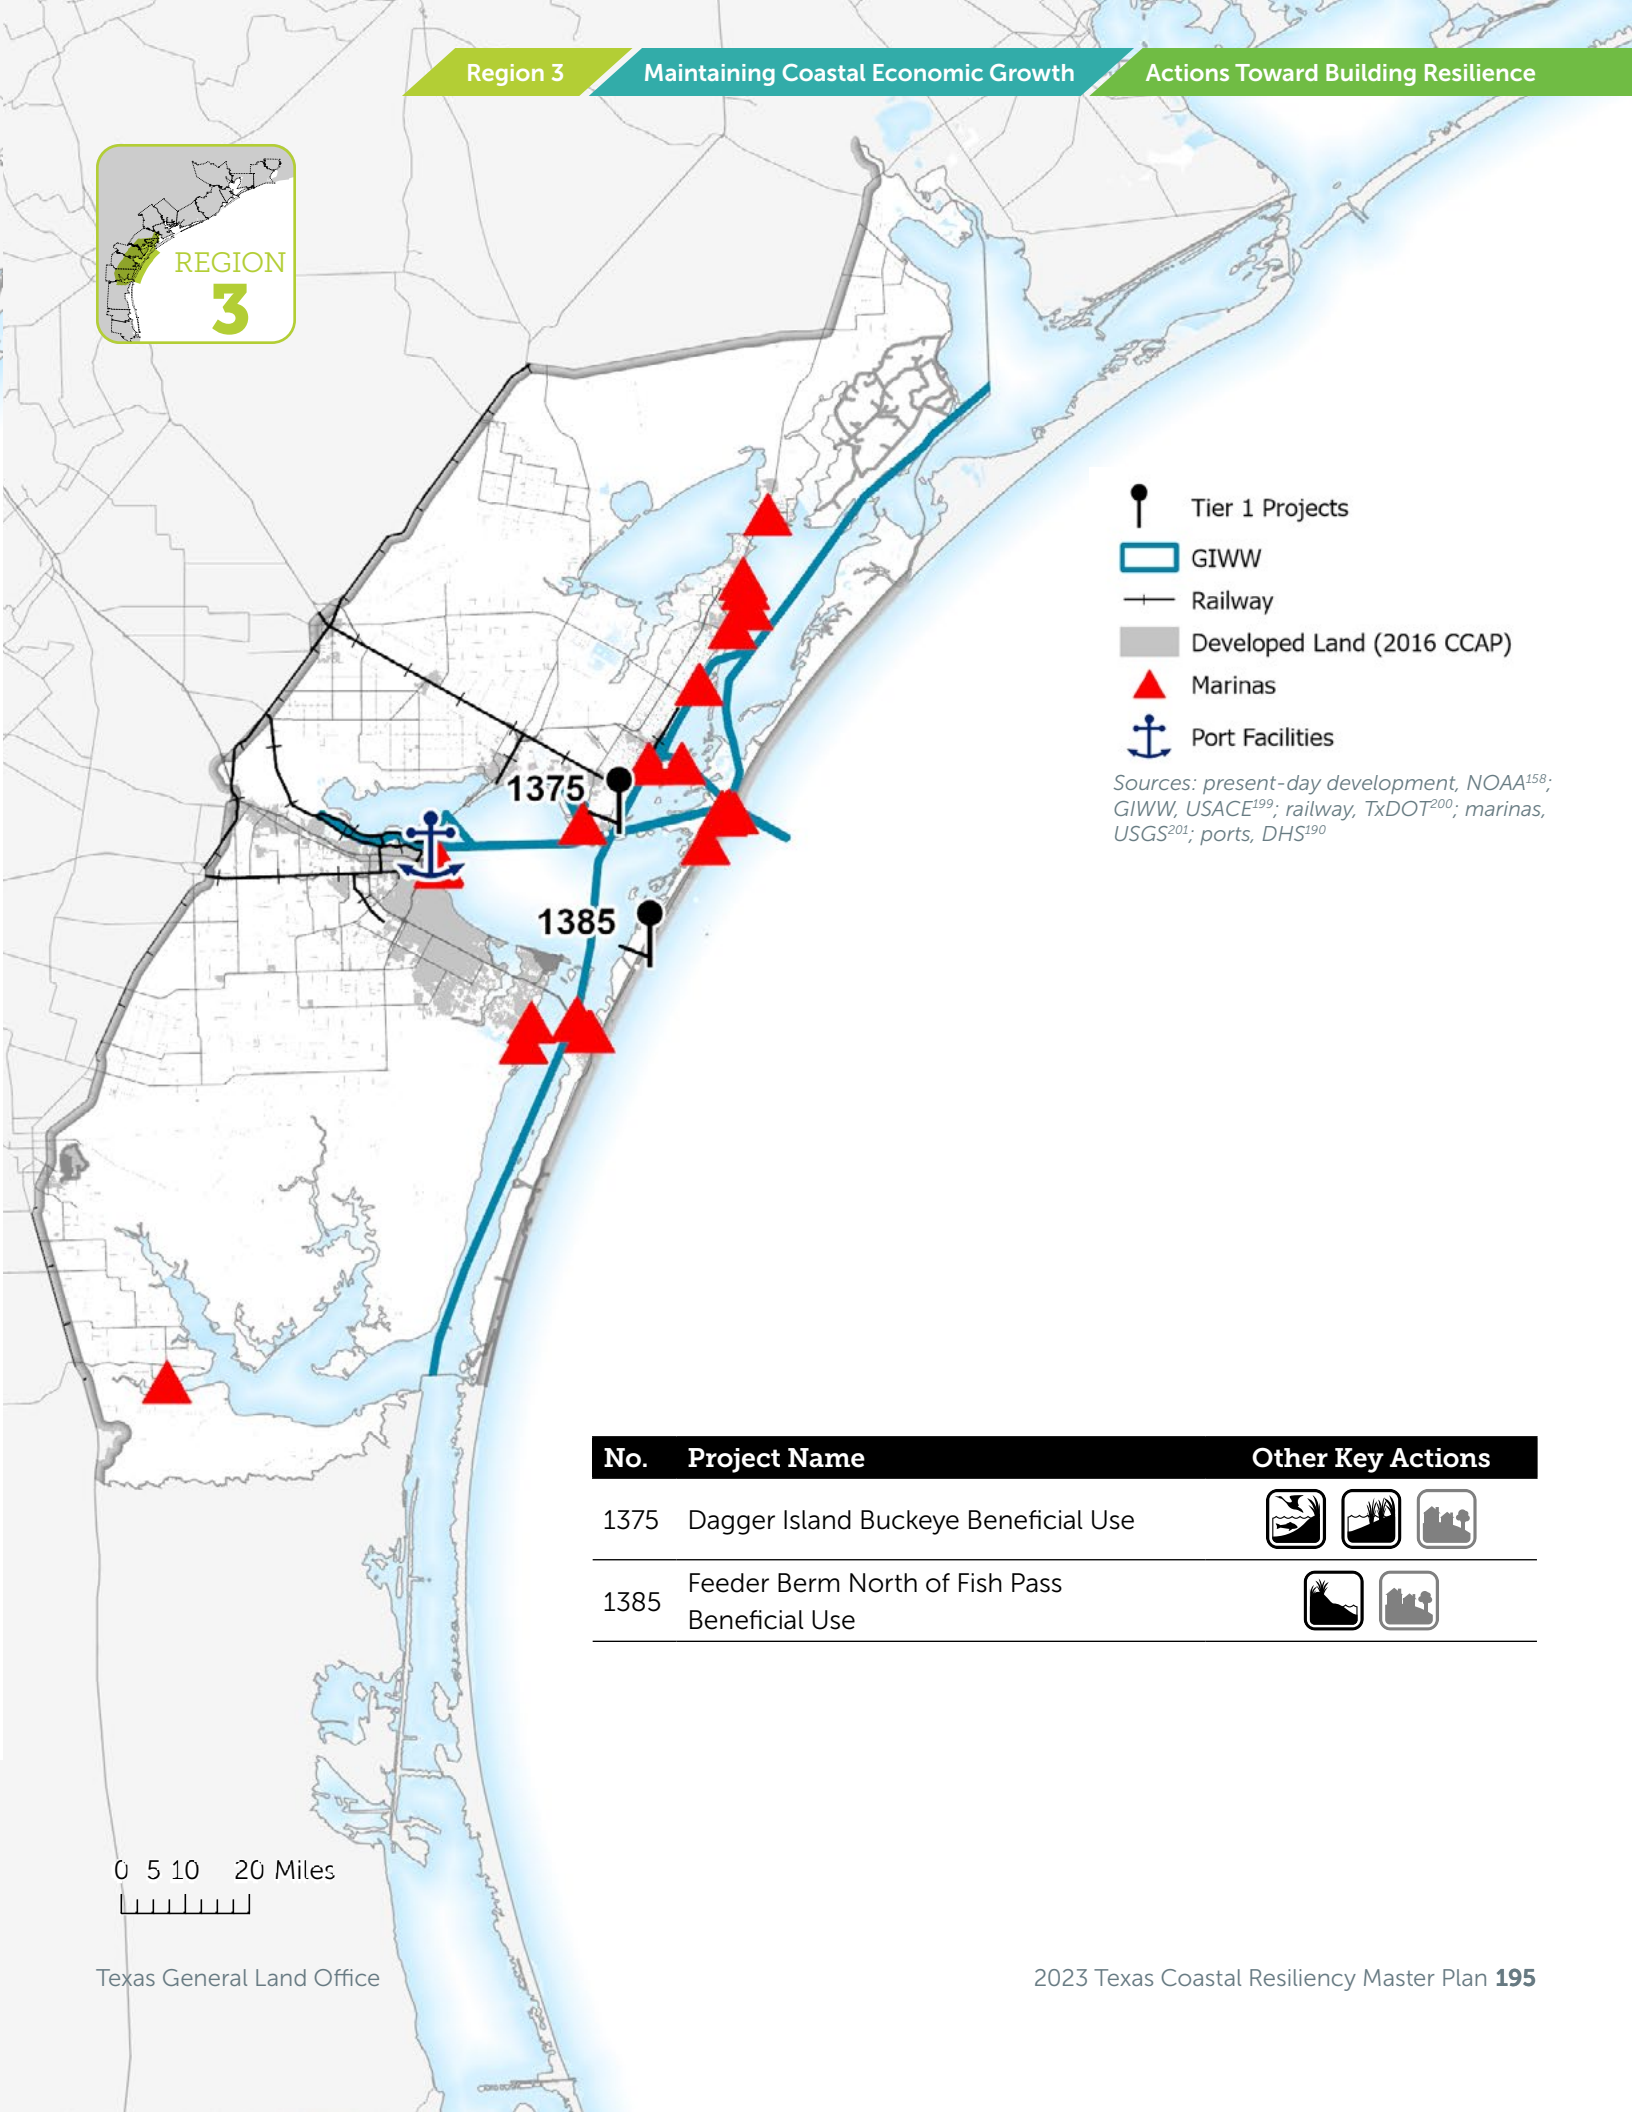 Region 3
Maintaining Coastal Economic Growth
Actions Toward Building Resilience
REGION
3
Tier 1 Projects
GIWW
Railway
Developed Land (2016 CCAP)
Marinas
Port Facilities
Sources: present-day development, NOAA158;
GIWW, USACE199; railway, TxDOT200; marinas,
USGS201; ports, DHS190
1375
1385
No. Project Name Other Key Actions
1375 Dagger Island Buckeye Beneficial Use
1385 Feeder Berm North of Fish Pass
Beneficial Use
0 5 10 20 Miles
Texas General Land Office
2023 Texas Coastal Resiliency Master Plan 195